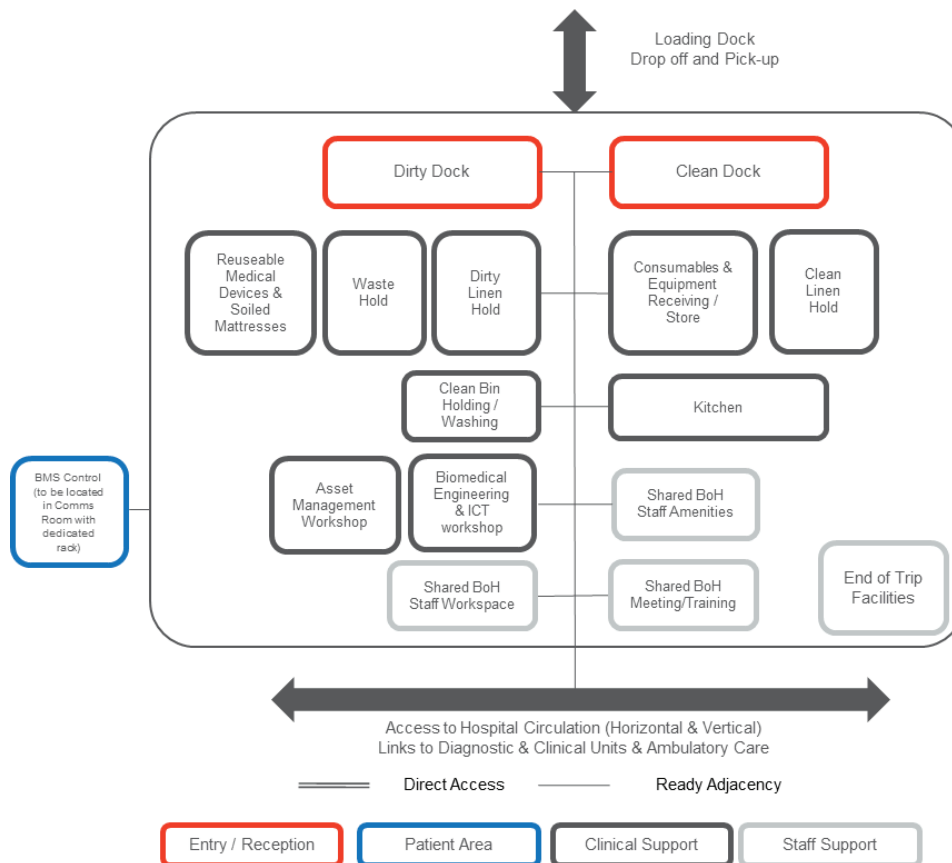 Loading Dock
Drop off and Pick-up
Dirty Dock
Clean Dock
Reuseable
Medical
Devices &
Soiled
Mattresses
Waste
Hold
Dirty
Linen
Hold
Consumables &
Equipment
Receiving /
Store
Clean
Linen
Hold
Clean Bin
Holding /
Washing
Kitchen
BMS Control
(to be located
in Comms
Room with
dedicated
rack)
Asset
Management
Workshop
Biomedical
Engineering
& ICT
workshop
Shared BoH
Staff Amenities
Shared BoH
Staff Workspace
Shared BoH
Meeting/Training
End of Trip
Facilities
Access to Hospital Circulation (Horizontal & Vertical)
Links to Diagnostic & Clinical Units & Ambulatory Care
Direct Access
Ready Adjacency
Entry / Reception
Patient Area
Clinical Support
Staff Support